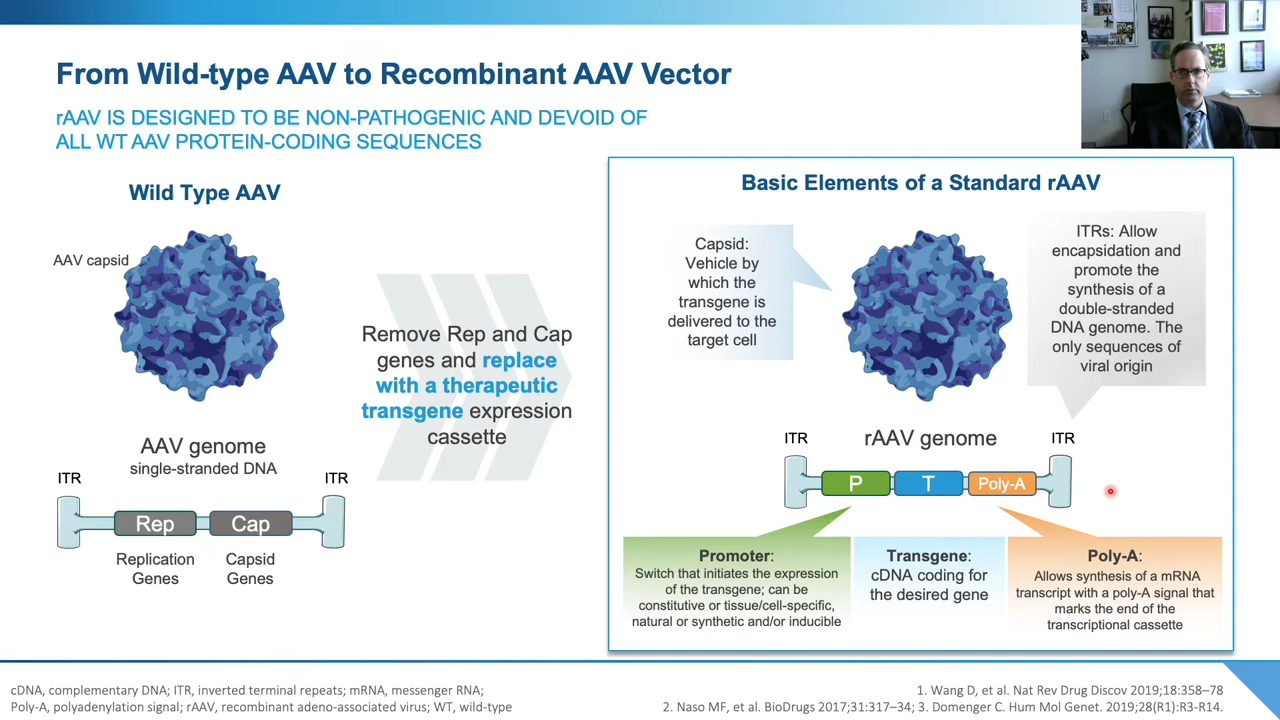 From Wild-type AAV to Recombinant AAV Vector
rAAV IS DESIGNED TO BE NON-PATHOGENIC AND DEVOID OF
ALL WT AAV PROTEIN-CODING SEQUENCES
Wild Type AAV
AAV capsid
AAV genome
single-stranded DNA
ITR
ITR
Rep
Cap
Replication
Genes
Capsid
Genes
Remove Rep and Cap
genes and replace
with a therapeutic
transgene expression
cassette
Basic Elements of a Standard rAAV
Capsid:
Vehicle by
which the
transgene is
delivered to the
target cell
ITRs: Allow
encapsidation and
promote the
synthesis of a
double-stranded
DNA genome. The
only sequences of
viral origin
ITR
rAAV genome
ITR
P
T
Poly-A
Promoter:
Switch that initiates the expression
of the transgene; can be
constitutive or tissue/cell-specific,
natural or synthetic and/or inducible
Transgene:
cDNA coding for
the desired gene
Poly-A:
Allows synthesis of a mRNA
transcript with a poly-A signal that
marks the end of the
transcriptional cassette
cDNA, complementary DNA; ITR, inverted terminal repeats; mRNA, messenger RNA;
Poly-A, polyadenylation signal; rAAV, recombinant adeno-associated virus; WT, wild-type
1. Wang D, et al. Nat Rev Drug Discov 2019;18:358–78
2. Naso MF, et al. BioDrugs 2017;31:317–34; 3. Domenger C. Hum Mol Genet. 2019;28(R1):R3-R14.